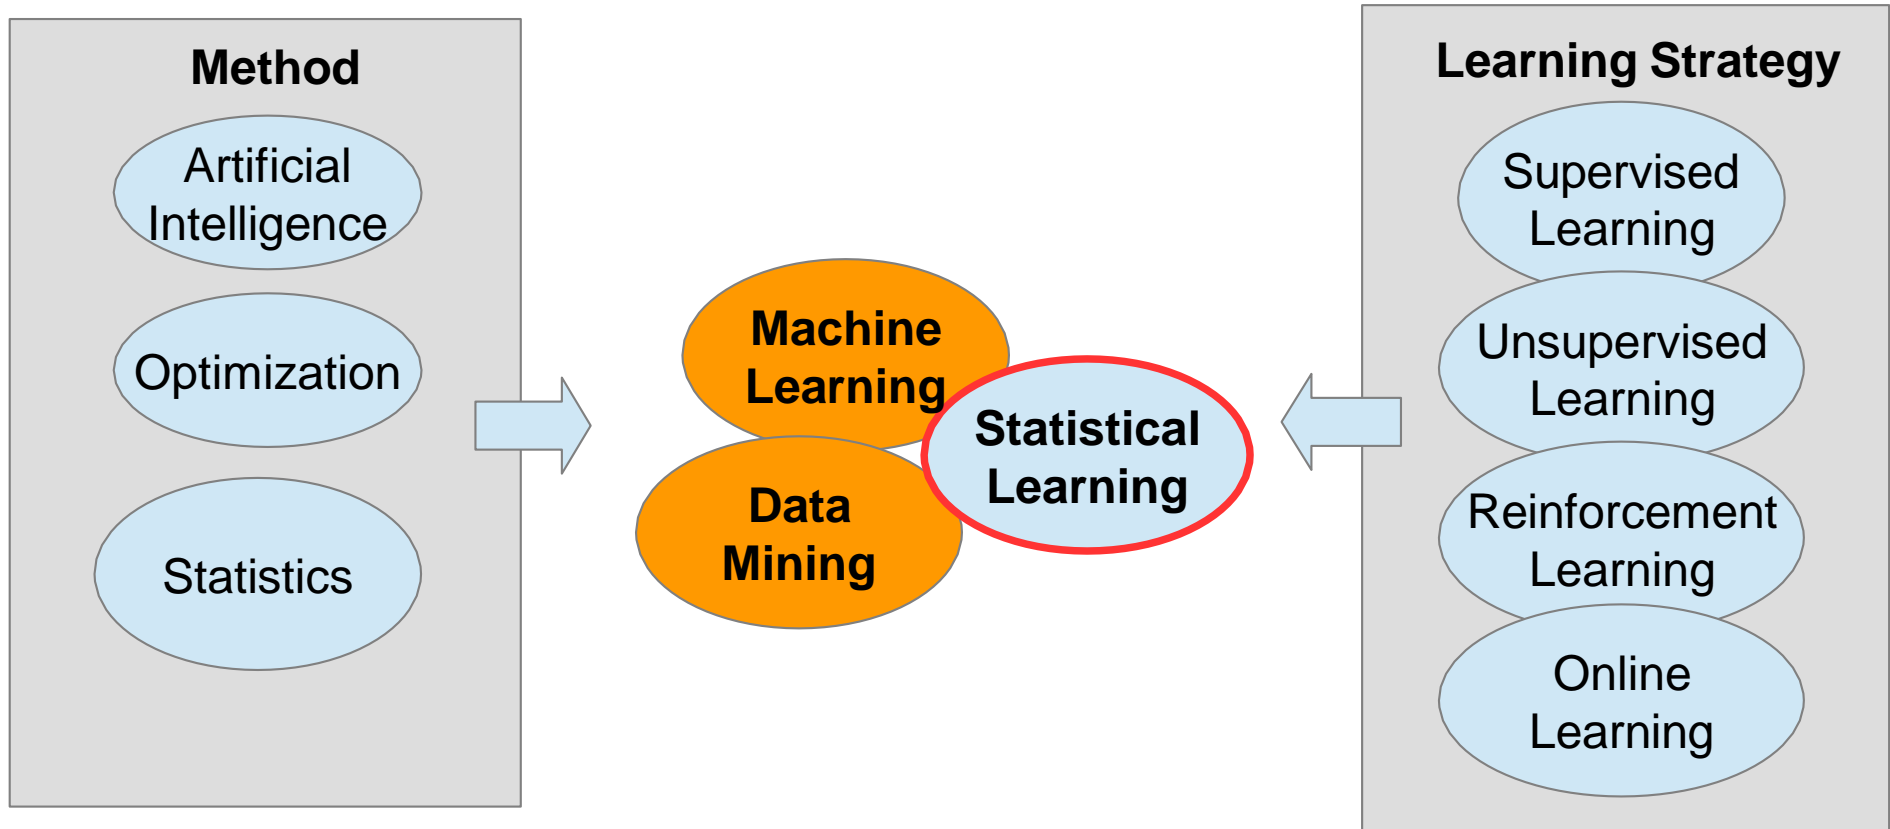 Method
Artificial
Intelligence
Optimization
Statistics
Machine
Learning
Data
Mining
Statistical
Learning
Learning Strategy
Supervised
Learning
Unsupervised
Learning
Reinforcement
Learning
Online
Learning